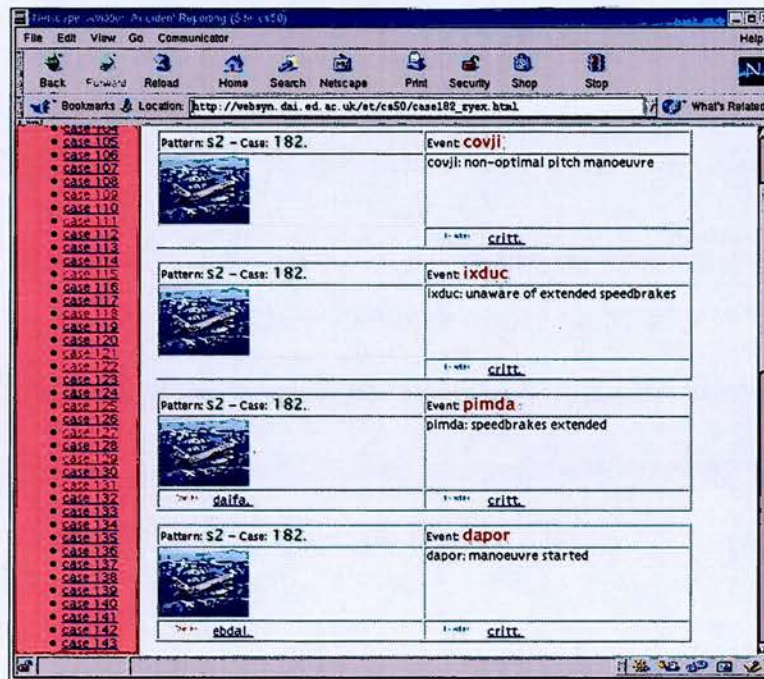 Netscape: Aviation Accident Reporting (Site cs50)
File Edit View Go Communicator Help
Back Forward Reload Home Search Netscape Print Security Shop Stop
Bookmarks Location: http://websyn.dai.ed.ac.uk/et/ca50/case182_zyex.html What's Related
case 104
case 105
case 106
case 107
case 108
case 109
case 110
case 111
case 112
case 113
case 114
case 115
case 116
case 117
case 118
case 119
case 120
case 121
case 122
case 123
case 124
case 125
case 126
case 127
case 128
case 129
case 130
case 131
case 132
case 133
case 134
case 135
case 136
case 137
case 138
case 139
case 140
case 141
case 142
case 143
Pattern: S2 - Case: 182. Event: covji
covji: non-optimal pitch manoeuvre
critt.
Pattern: S2 - Case: 182. Event: ixduc
ixduc: unaware of extended speedbrakes
critt.
Pattern: S2 - Case: 182. Event: pimda
pimda: speedbrakes extended
daifa. critt.
Pattern: S2 - Case: 182. Event: dapor
dapor: manoeuvre started
ebdal. critt.